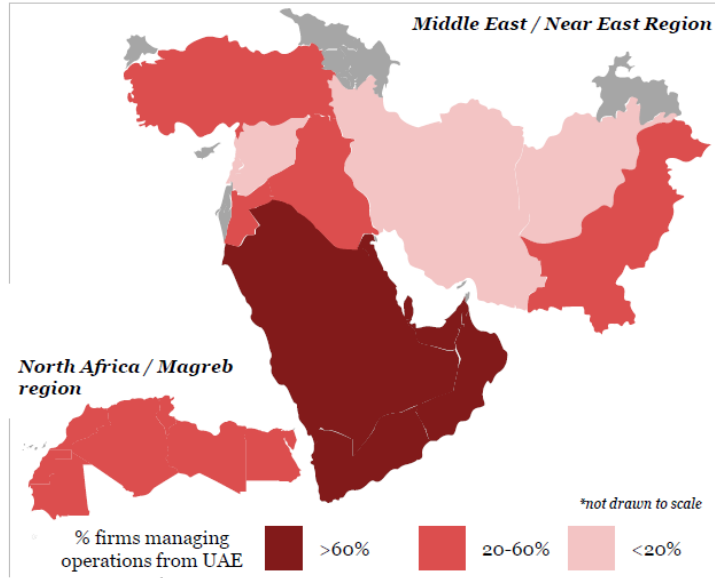 Middle East / Near East Region
North Africa / Magreb
region
*not drawn to scale
% firms managing
operations from UAE
>60%
20-60%
<20%